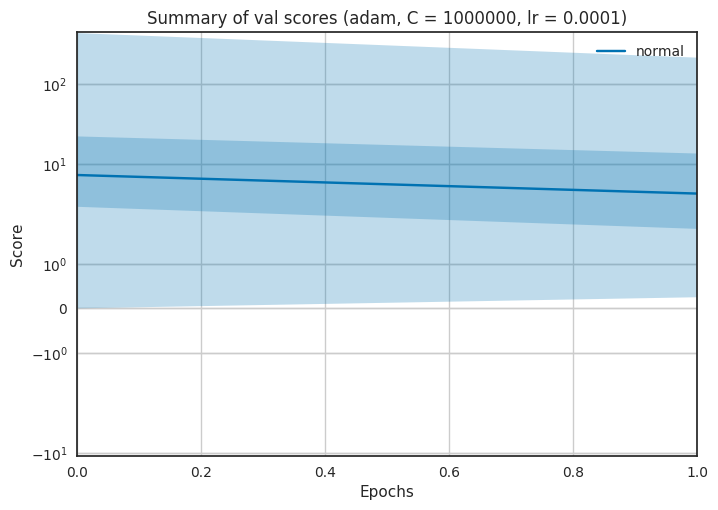 Summary of val scores (adam, C = 1000000, lr = 0.0001)
normal
10²
10¹
10⁰
0
−10⁰
−10¹
Score
0.0 0.2 0.4 0.6 0.8 1.0
Epochs